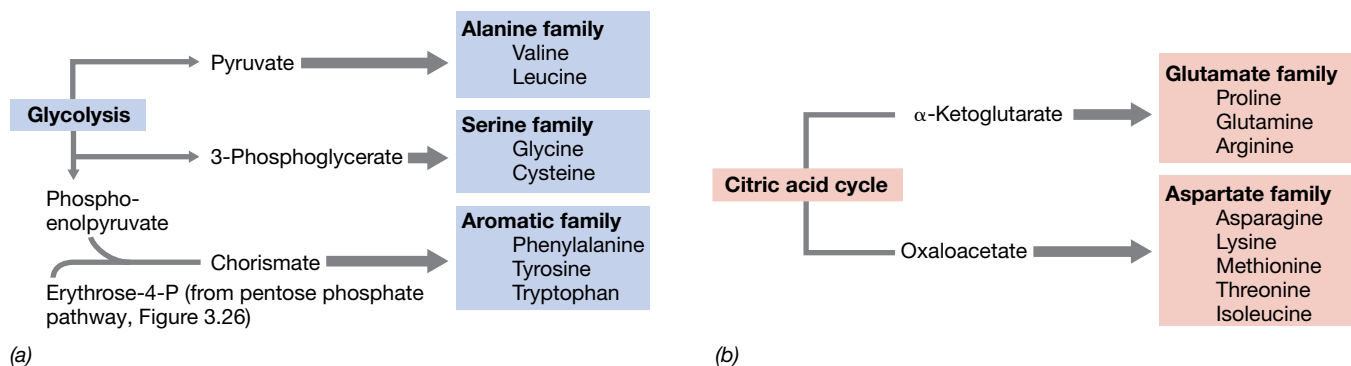 Glycolysis
Pyruvate
Alanine family
Valine
Leucine
3-Phosphoglycerate
Serine family
Glycine
Cysteine
Phospho-
enolpyruvate
Chorismate
Aromatic family
Phenylalanine
Tyrosine
Tryptophan
Erythrose-4-P (from pentose phosphate
pathway, Figure 3.26)
(a)
Citric acid cycle
α-Ketoglutarate
Glutamate family
Proline
Glutamine
Arginine
Oxaloacetate
Aspartate family
Asparagine
Lysine
Methionine
Threonine
Isoleucine
(b)